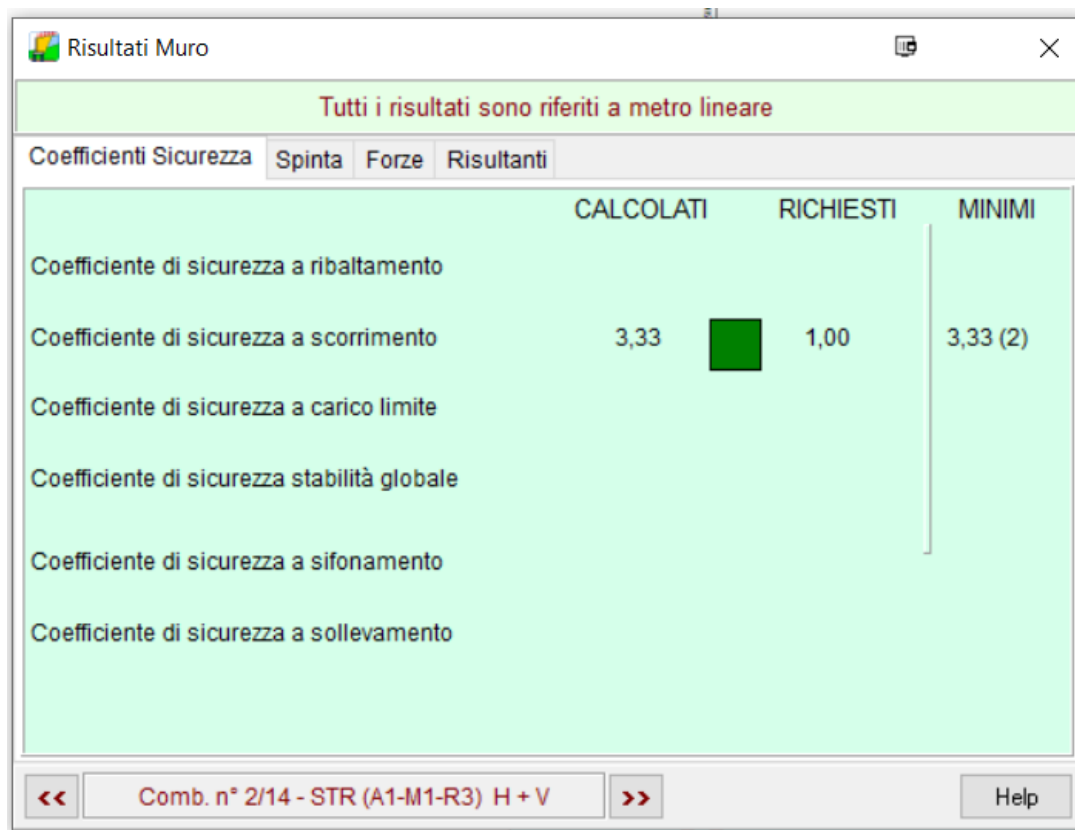 Risultati Muro
Tutti i risultati sono riferiti a metro lineare
Coefficienti Sicurezza Spinta Forze Risultanti
CALCOLATI RICHIESTI MINIMI
Coefficiente di sicurezza a ribaltamento
Coefficiente di sicurezza a scorrimento 3,33 1,00 3,33 (2)
Coefficiente di sicurezza a carico limite
Coefficiente di sicurezza stabilità globale
Coefficiente di sicurezza a sifonamento
Coefficiente di sicurezza a sollevamento
<< Comb. n° 2/14 - STR (A1-M1-R3) H + V >> Help